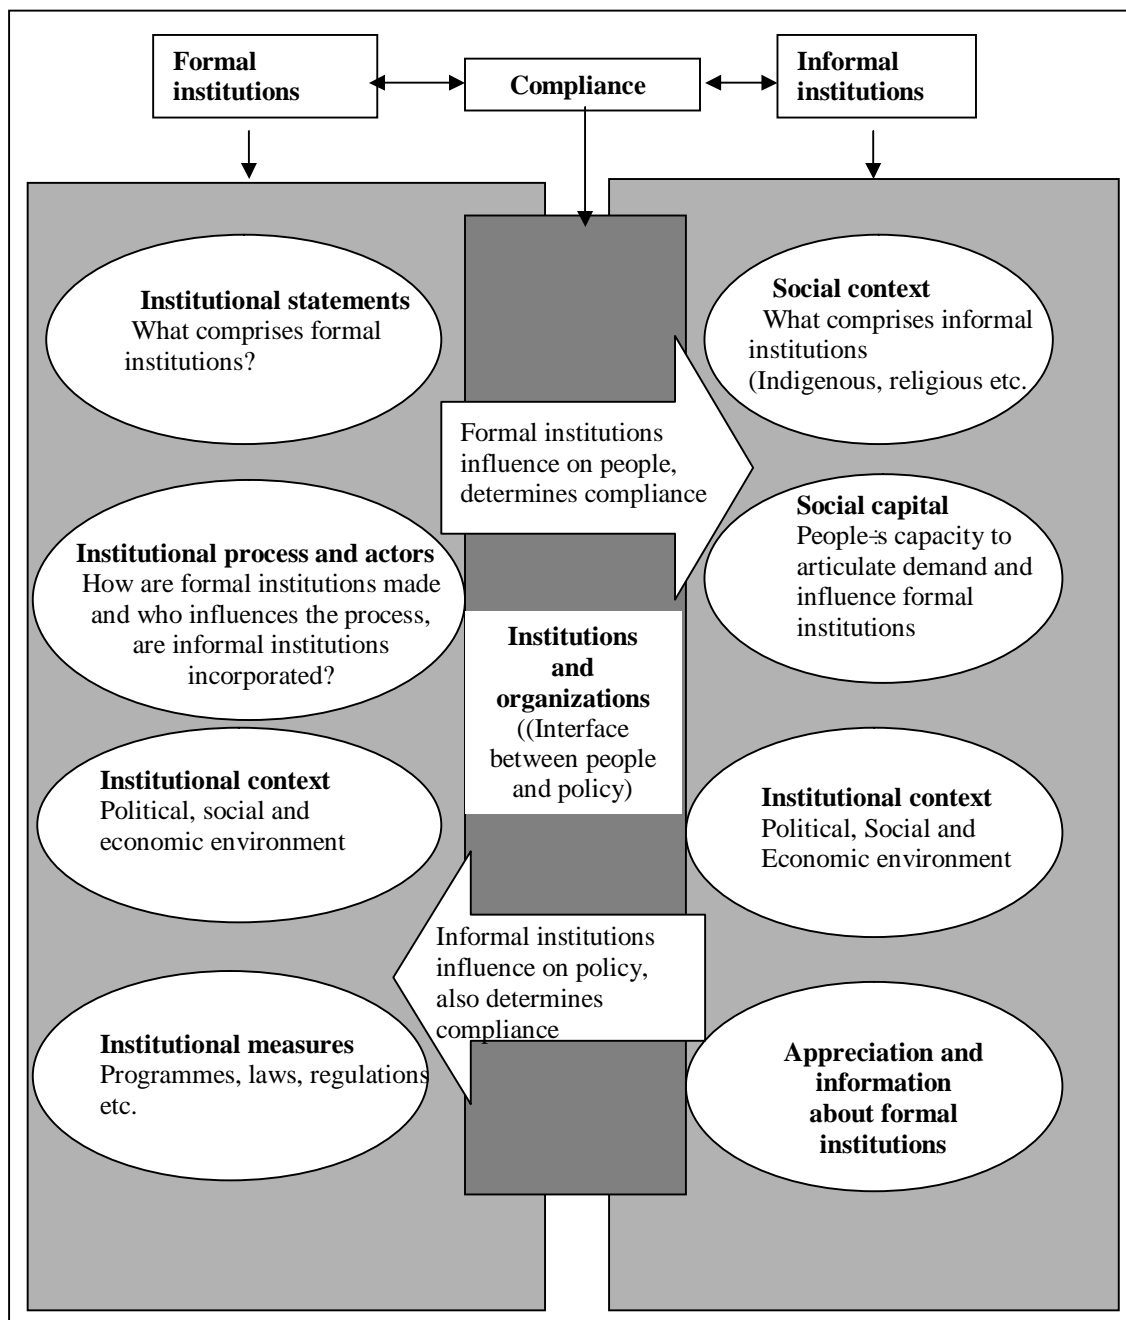 Formal
institutions
Compliance
Informal
institutions
Institutional statements
What comprises formal
institutions?
Institutional process and actors
How are formal institutions made
and who influences the process,
are informal institutions
incorporated?
Institutional context
Political, social and
economic environment
Institutional measures
Programmes, laws, regulations
etc.
Formal institutions
influence on people,
determines compliance
Institutions
and
organizations
((Interface
between people
and policy)
Informal institutions
influence on policy,
also determines
compliance
Social context
What comprises informal
institutions
(Indigenous, religious etc.
Social capital
People-s capacity to
articulate demand and
influence formal
institutions
Institutional context
Political, Social and
Economic environment
Appreciation and
information
about formal
institutions